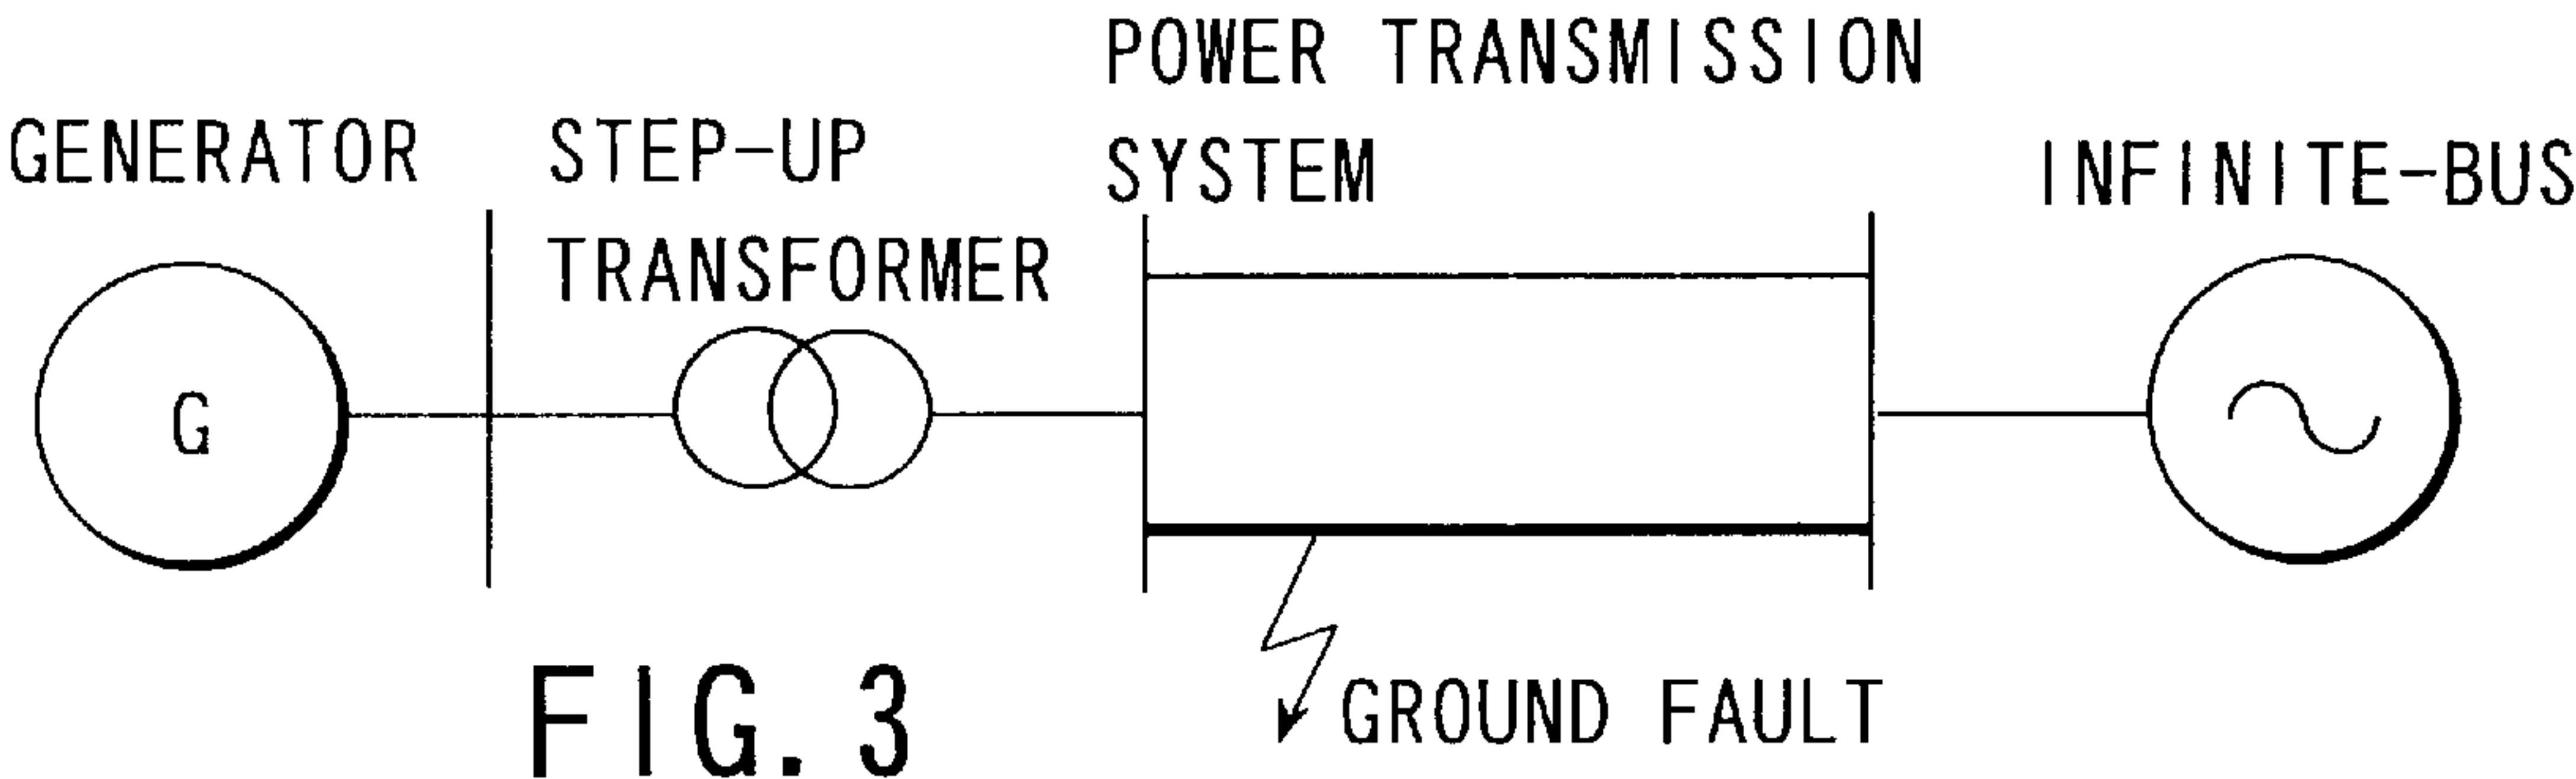 GENERATOR
STEP-UP
TRANSFORMER
POWER TRANSMISSION
SYSTEM
INFINITE-BUS
G
GROUND FAULT
FIG. 3